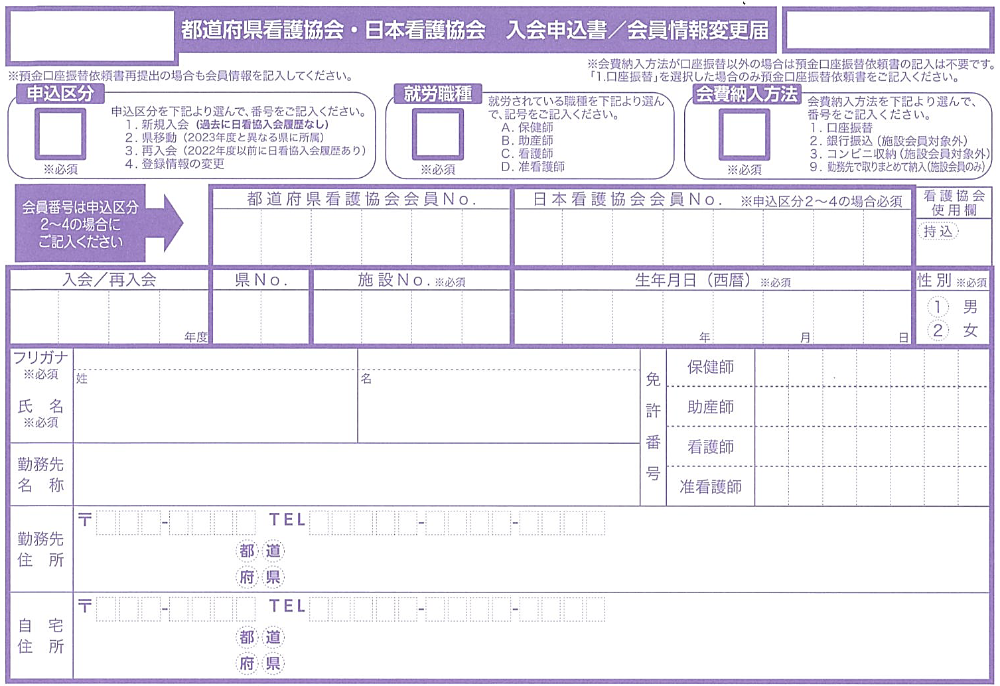 都道府県看護協会・日本看護協会　入会申込書／会員情報変更届
※預金口座振替依頼書再提出の場合も会員情報を記入してください。
※会費納入方法が口座振替以外の場合は預金口座振替依頼書の記入は不要です。
「1.口座振替」を選択した場合のみ預金口座振替依頼書をご記入ください。
申込区分
※必須
申込区分を下記より選んで、番号をご記入ください。
1. 新規入会（過去に日看協入会履歴なし）
2. 県移動（2023年度と異なる県に所属）
3. 再入会（2022年度以前に日看協入会履歴あり）
4. 登録情報の変更
就労職種
※必須
就労されている職種を下記より選ん
で、記号をご記入ください。
A. 保健師
B. 助産師
C. 看護師
D. 准看護師
会費納入方法
※必須
会費納入方法を下記より選んで、
番号をご記入ください。
1. 口座振替
2. 銀行振込（施設会員対象外）
3. コンビニ収納（施設会員対象外）
9. 勤務先で取りまとめて納入（施設会員のみ）
会員番号は申込区分
2〜4の場合に
ご記入ください
都道府県看護協会会員No.
日本看護協会会員No. ※申込区分2〜4の場合必須
看護協会
使用欄
持込
入会／再入会
年度
県No.
施設No. ※必須
生年月日（西暦）※必須
年 月 日
性別 ※必須
1 男
2 女
フリガナ
※必須
姓 名
氏 名
※必須
免許番号
保健師
助産師
看護師
准看護師
勤務先
名 称
勤務先
住 所
〒 - TEL - -
都 道
府 県
自 宅
住 所
〒 - TEL - -
都 道
府 県